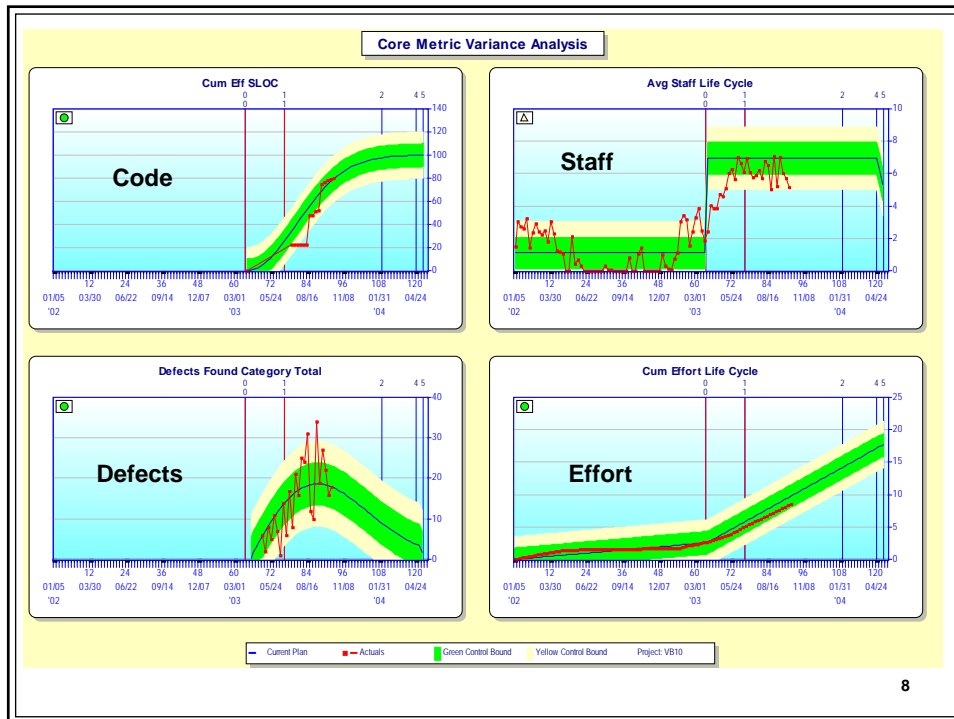 Core Metric Variance Analysis
Cum Eff SLOC
0 1 2 4 5
0
140
120
100
80
60
40
20
0
Code
12 24 36 48 60 72 84 96 108 120
01/05 03/30 06/22 09/14 12/07 03/01 05/24 08/16 11/08 01/31 04/24
'02 '03 '04
Avg Staff Life Cycle
0 1 2 4 5
0
10
8
6
4
2
0
Staff
12 24 36 48 60 72 84 96 108 120
01/05 03/30 06/22 09/14 12/07 03/01 05/24 08/16 11/08 01/31 04/24
'02 '03 '04
Defects Found Category Total
0 1 2 4 5
0
40
30
20
10
0
Defects
12 24 36 48 60 72 84 96 108 120
01/05 03/30 06/22 09/14 12/07 03/01 05/24 08/16 11/08 01/31 04/24
'02 '03 '04
Cum Effort Life Cycle
0 1 2 4 5
0
25
20
15
10
5
0
Effort
12 24 36 48 60 72 84 96 108 120
01/05 03/30 06/22 09/14 12/07 03/01 05/24 08/16 11/08 01/31 04/24
'02 '03 '04
Current Plan Actuals Green Control Bound Yellow Control Bound Project: VB10
8